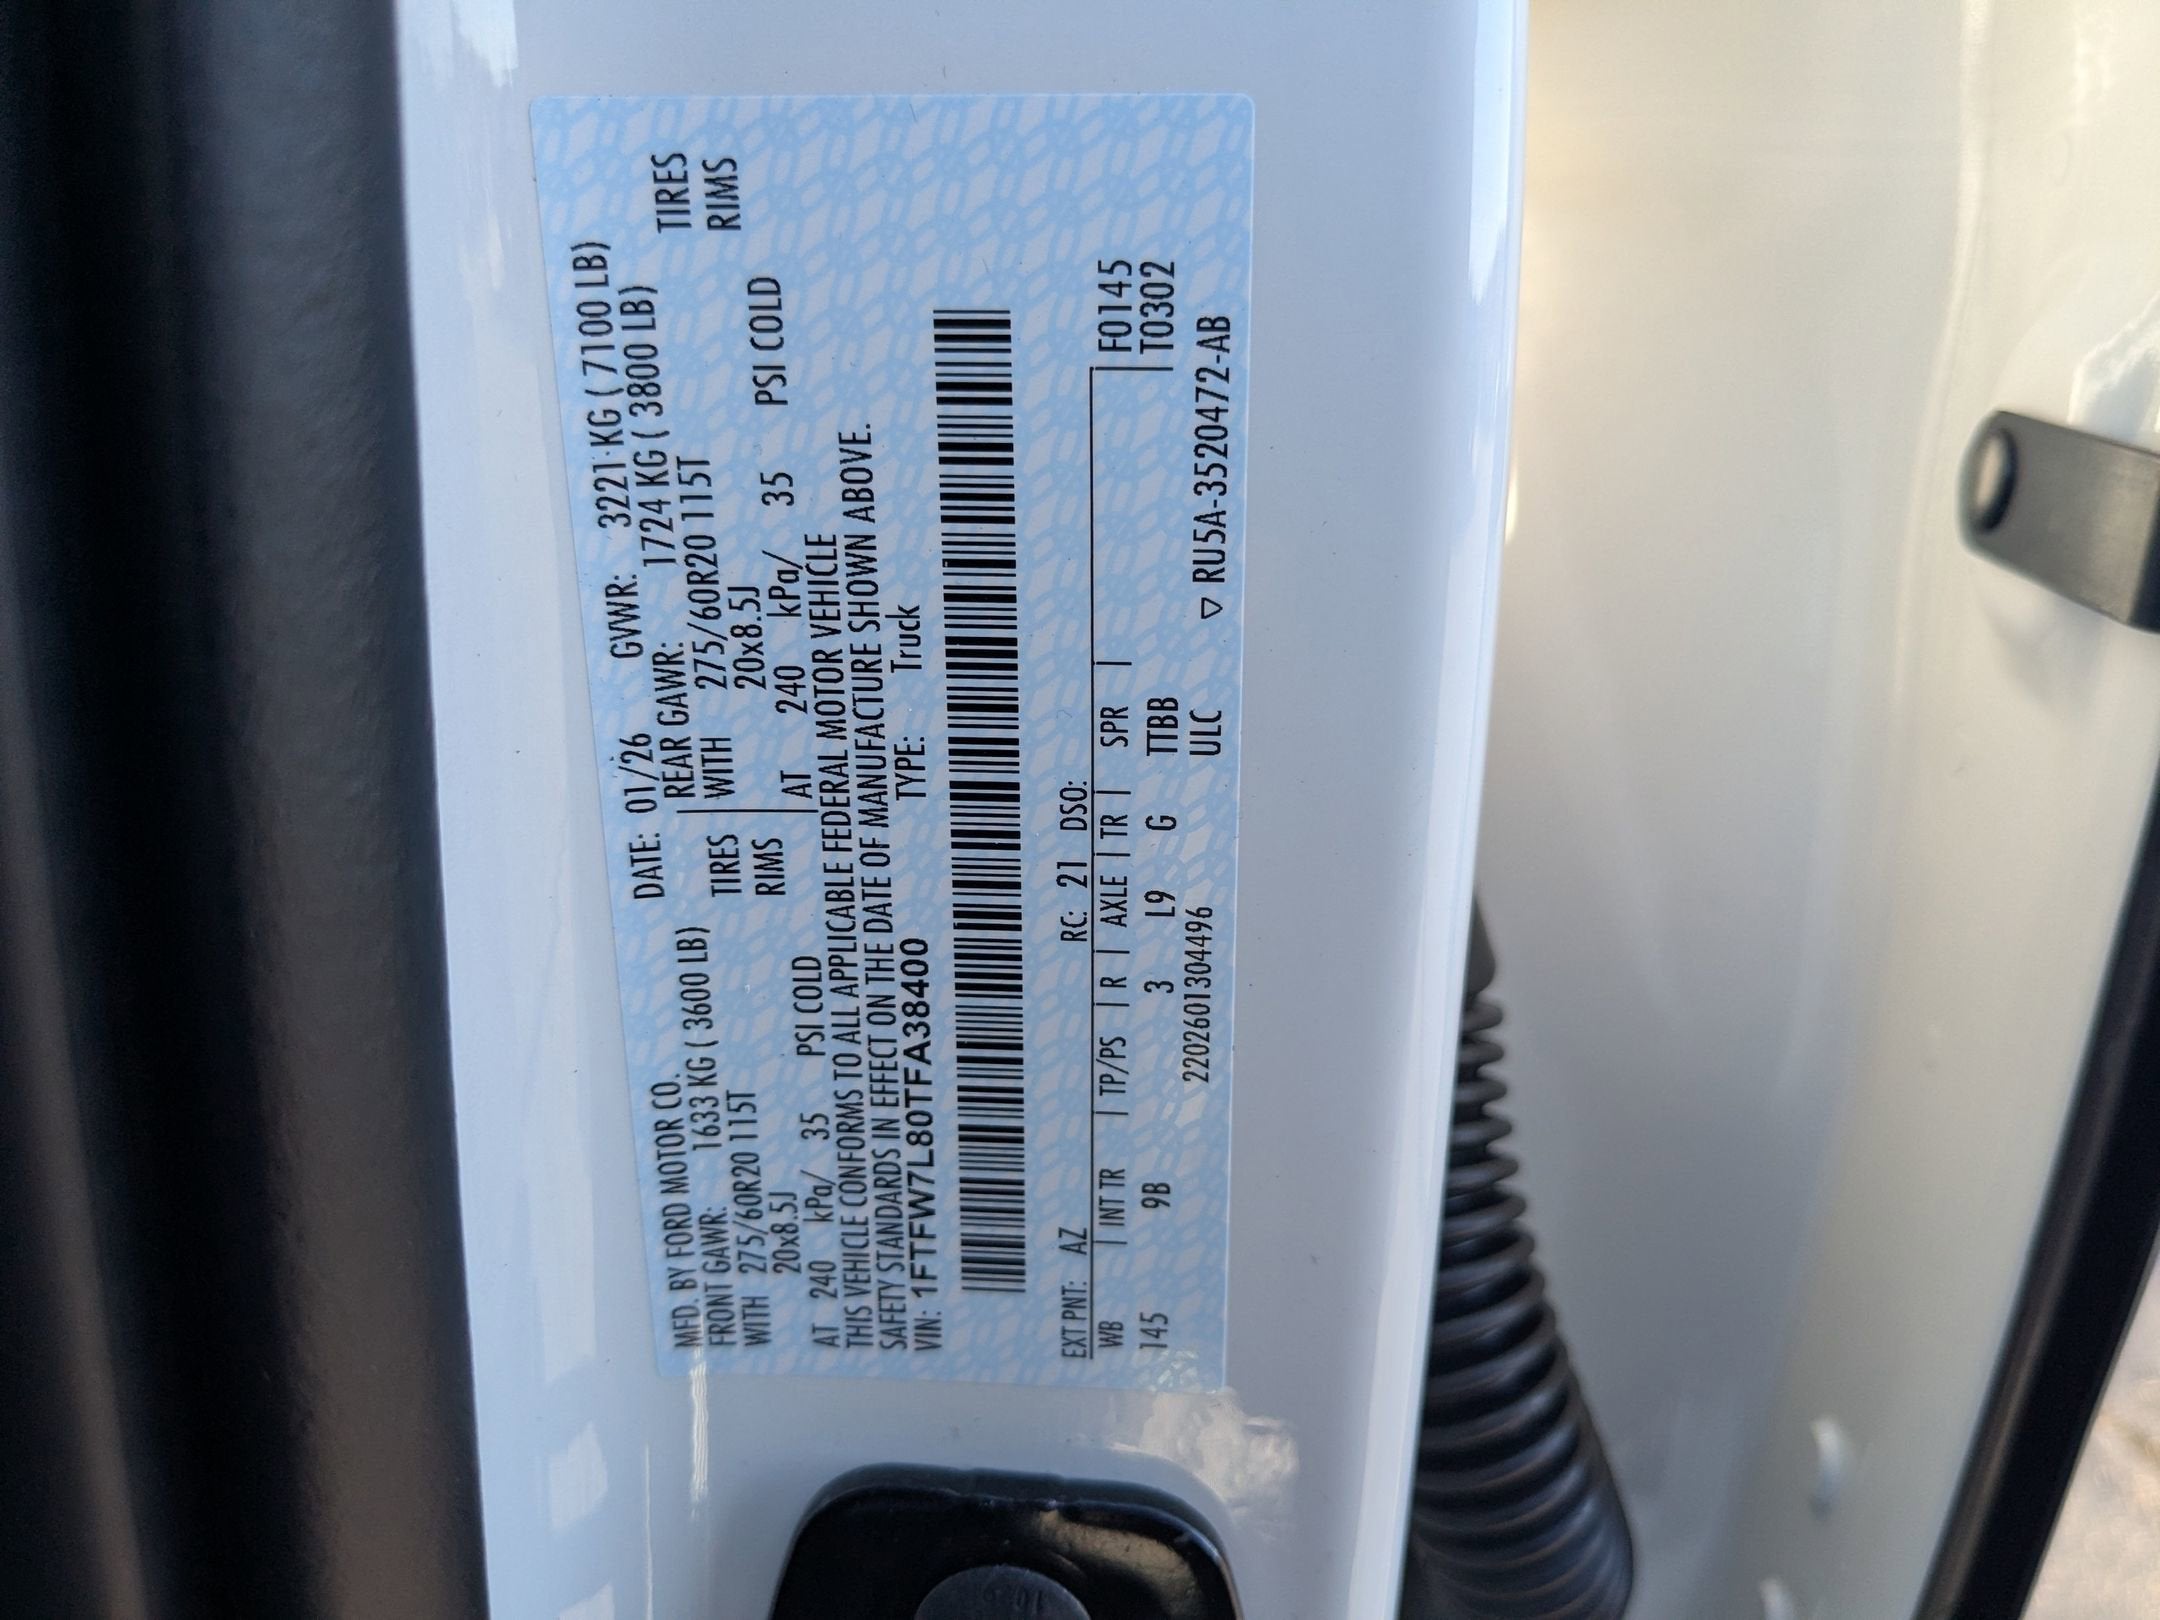 MFD. BY FORD MOTOR CO. DATE: 01/26 GVWR: 3221 KG ( 7100 LB)
FRONT GAWR: 1633 KG ( 3600 LB) REAR GAWR: 1724 KG ( 3800 LB)
WITH 275/60R20 115T TIRES WITH 275/60R20 115T TIRES
20x8.5J RIMS 20x8.5J RIMS
AT 240 kPa/ 35 PSI COLD AT 240 kPa/ 35 PSI COLD
THIS VEHICLE CONFORMS TO ALL APPLICABLE FEDERAL MOTOR VEHICLE
SAFETY STANDARDS IN EFFECT ON THE DATE OF MANUFACTURE SHOWN ABOVE.
VIN: 1FTFW7L80TFA38400 TYPE: Truck
EXT PNT: AZ RC: 21 DSO:
WB | INT TR | TP/PS | R | AXLE | TR | SPR | F0145
145 9B 3 L9 G TTBB T0302
2202601304496 ULC ▽ RU5A-3520472-AB